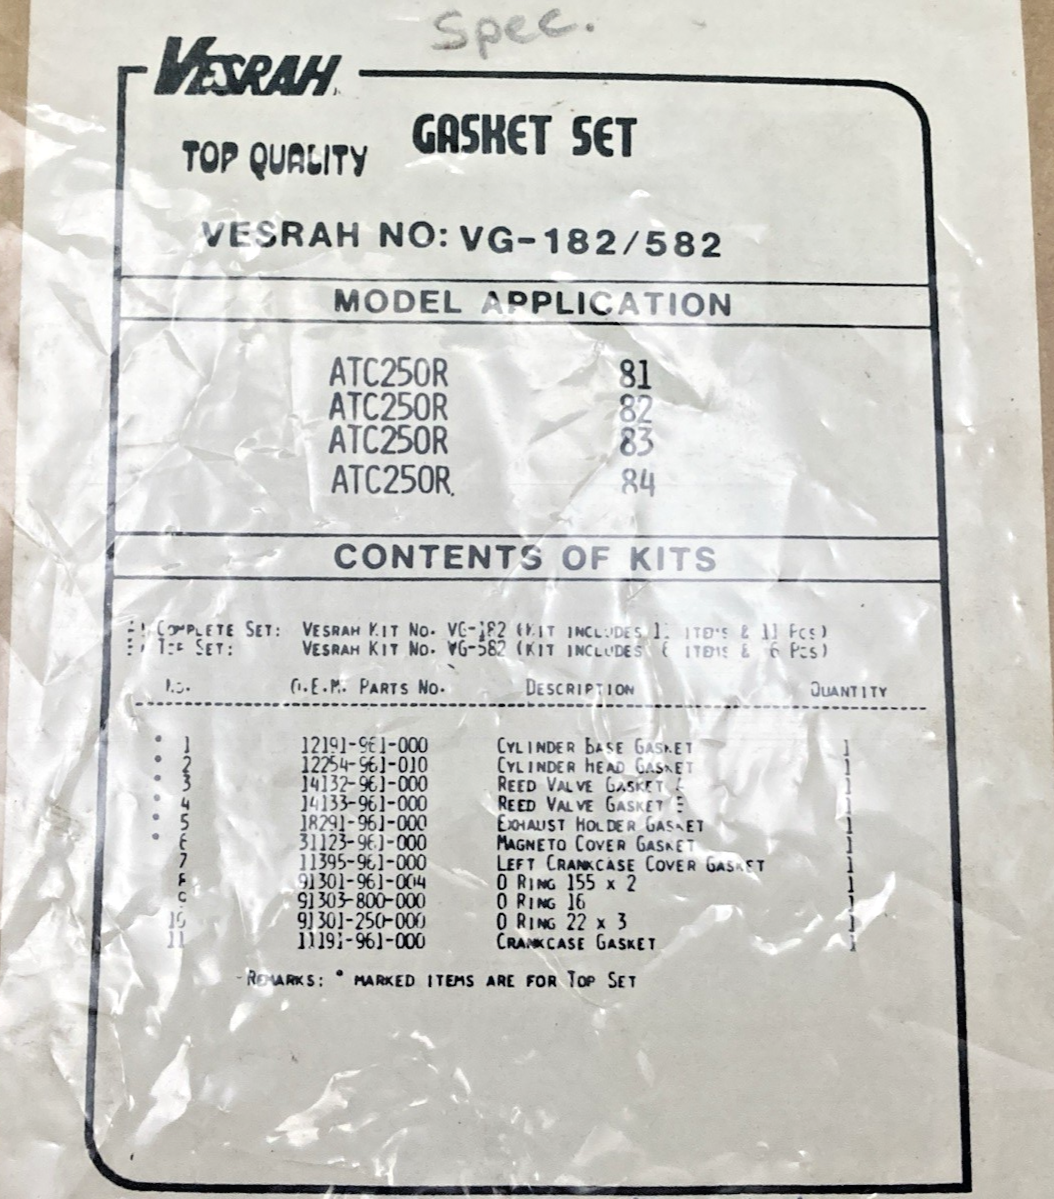 Spec.
VESRAH
TOP QUALITY GASKET SET
VESRAH NO: VG-182/582
MODEL APPLICATION
ATC250R 81
ATC250R 82
ATC250R 83
ATC250R 84
CONTENTS OF KITS
COMPLETE SET: VESRAH KIT NO. VG-182 (KIT INCLUDES 11 ITEMS & 11 PCS)
TOP SET: VESRAH KIT NO. VG-582 (KIT INCLUDES 6 ITEMS & 6 PCS)
O.E.M. PARTS NO. DESCRIPTION QUANTITY
* 1 12191-961-000 CYLINDER BASE GASKET 1
* 2 12254-961-010 CYLINDER HEAD GASKET 1
* 3 14132-961-000 REED VALVE GASKET 1
* 4 14133-961-000 REED VALVE GASKET 1
* 5 18291-961-000 EXHAUST HOLDER GASKET 1
* 6 31123-961-000 MAGNETO COVER GASKET 1
7 11395-961-000 LEFT CRANKCASE COVER GASKET 1
8 91301-961-004 O RING 155 x 2 1
9 91303-800-000 O RING 16 1
10 91301-250-000 O RING 22 x 3 1
11 11191-961-000 CRANKCASE GASKET 1
REMARKS: * MARKED ITEMS ARE FOR TOP SET